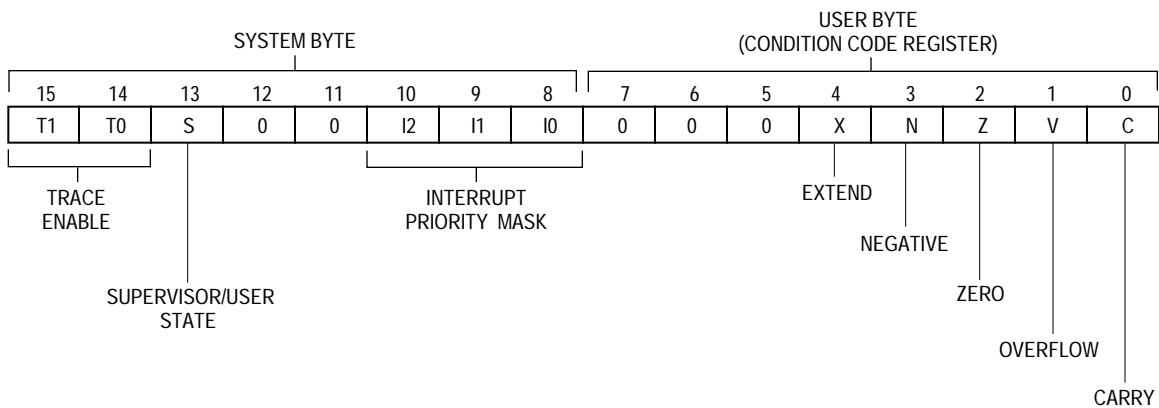 SYSTEM BYTE
USER BYTE
(CONDITION CODE REGISTER)
15 14 13 12 11 10 9 8 7 6 5 4 3 2 1 0
T1 T0 S 0 0 I2 I1 I0 0 0 0 X N Z V C
TRACE
ENABLE
INTERRUPT
PRIORITY MASK
EXTEND
NEGATIVE
SUPERVISOR/USER
STATE
ZERO
OVERFLOW
CARRY